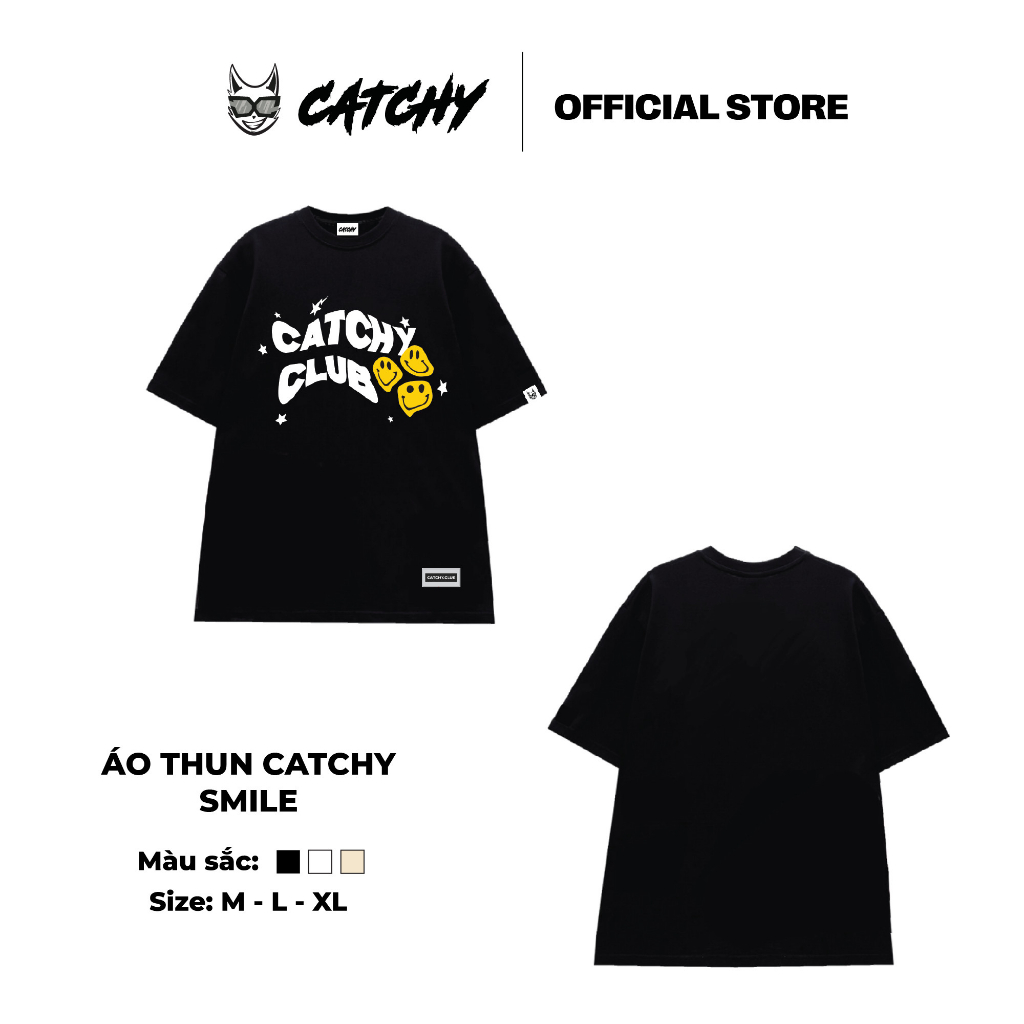 CATCHY
OFFICIAL STORE
CATCHY
CATCHY
CLUB
CATCHY CLUB
ÁO THUN CATCHY
SMILE
Màu sắc:
Size: M - L - XL